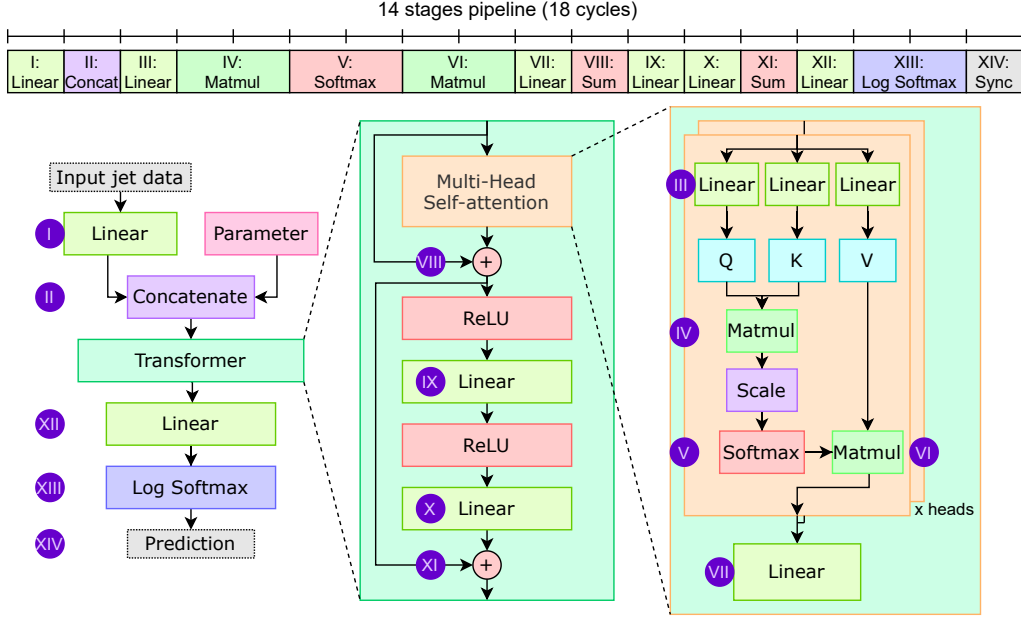 14 stages pipeline (18 cycles)
I: Linear
II: Concat
III: Linear
IV: Matmul
V: Softmax
VI: Matmul
VII: Linear
VIII: Sum
IX: Linear
X: Linear
XI: Sum
XII: Linear
XIII: Log Softmax
XIV: Sync
Input jet data
I
Linear
Parameter
II
Concatenate
Transformer
XII
Linear
XIII
Log Softmax
XIV
Prediction
Multi-Head
Self-attention
VIII
+
ReLU
IX
Linear
ReLU
X
Linear
XI
+
III
Linear
Linear
Linear
Q
K
V
IV
Matmul
Scale
V
Softmax
Matmul
VI
x heads
VII
Linear